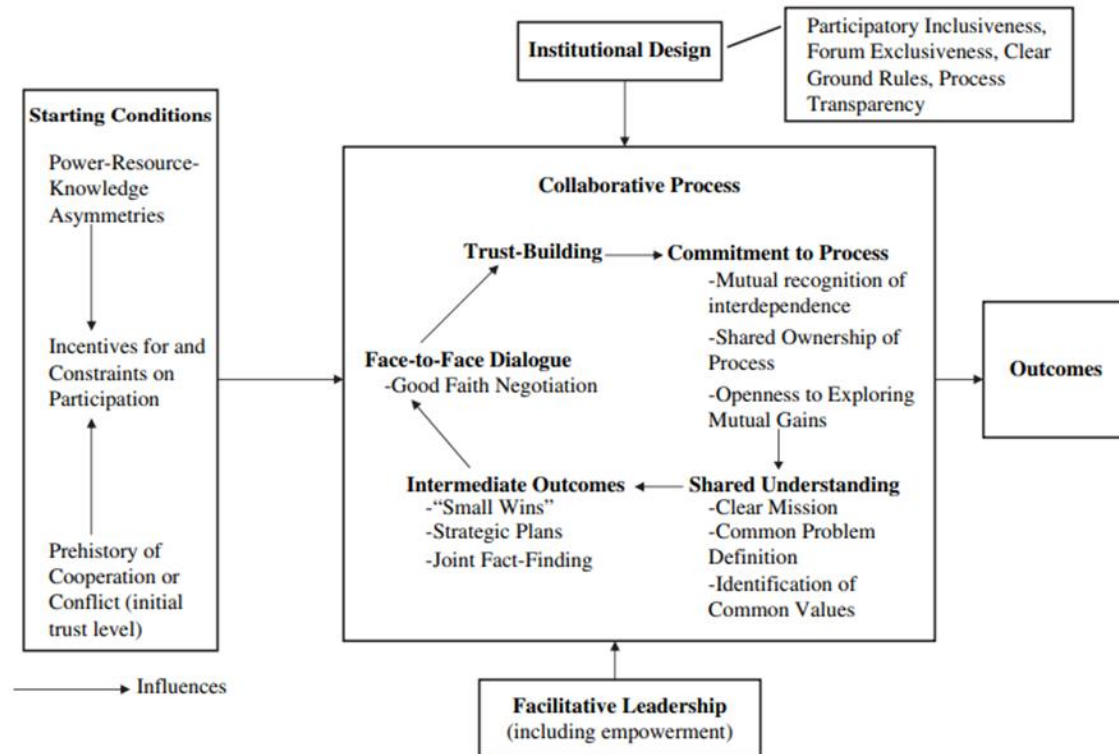 Institutional Design
Participatory Inclusiveness,
Forum Exclusiveness, Clear
Ground Rules, Process
Transparency
Starting Conditions
Power-Resource-
Knowledge
Asymmetries
Incentives for and
Constraints on
Participation
Prehistory of
Cooperation or
Conflict (initial
trust level)
Influences
Collaborative Process
Trust-Building
Commitment to Process
-Mutual recognition of
interdependence
-Shared Ownership of
Process
-Openness to Exploring
Mutual Gains
Face-to-Face Dialogue
-Good Faith Negotiation
Intermediate Outcomes
-“Small Wins”
-Strategic Plans
-Joint Fact-Finding
Shared Understanding
-Clear Mission
-Common Problem
Definition
-Identification of
Common Values
Outcomes
Facilitative Leadership
(including empowerment)